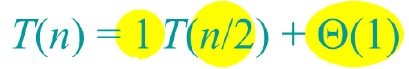 T(n) = 1 T(n/2) + Θ(1)